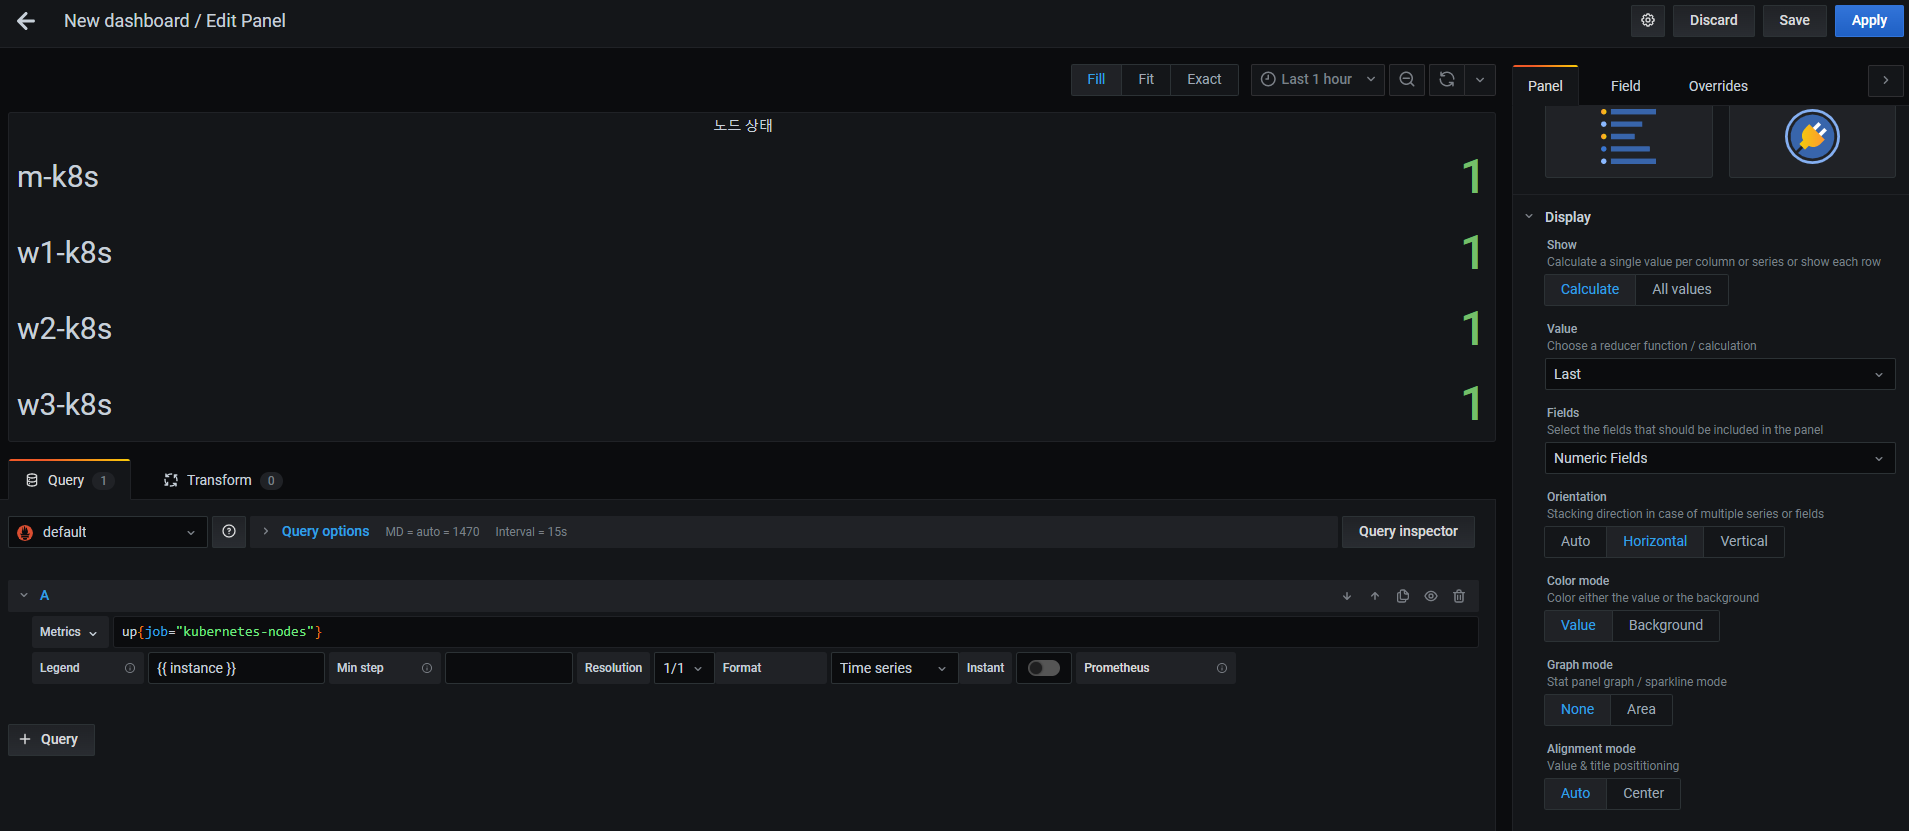 New dashboard / Edit Panel
Discard
Save
Apply
Fill
Fit
Exact
Last 1 hour
Panel
Field
Overrides
노드 상태
m-k8s 1
w1-k8s 1
w2-k8s 1
w3-k8s 1
Query 1
Transform 0
default
Query options MD = auto = 1470 Interval = 15s
Query inspector
A
Metrics up{job="kubernetes-nodes"}
Legend {{ instance }} Min step Resolution 1/1 Format Time series Instant Prometheus
+ Query
Display
Show
Calculate a single value per column or series or show each row
Calculate All values
Value
Choose a reducer function / calculation
Last
Fields
Select the fields that should be included in the panel
Numeric Fields
Orientation
Stacking direction in case of multiple series or fields
Auto Horizontal Vertical
Color mode
Color either the value or the background
Value Background
Graph mode
Stat panel graph / sparkline mode
None Area
Alignment mode
Value & title posititioning
Auto Center